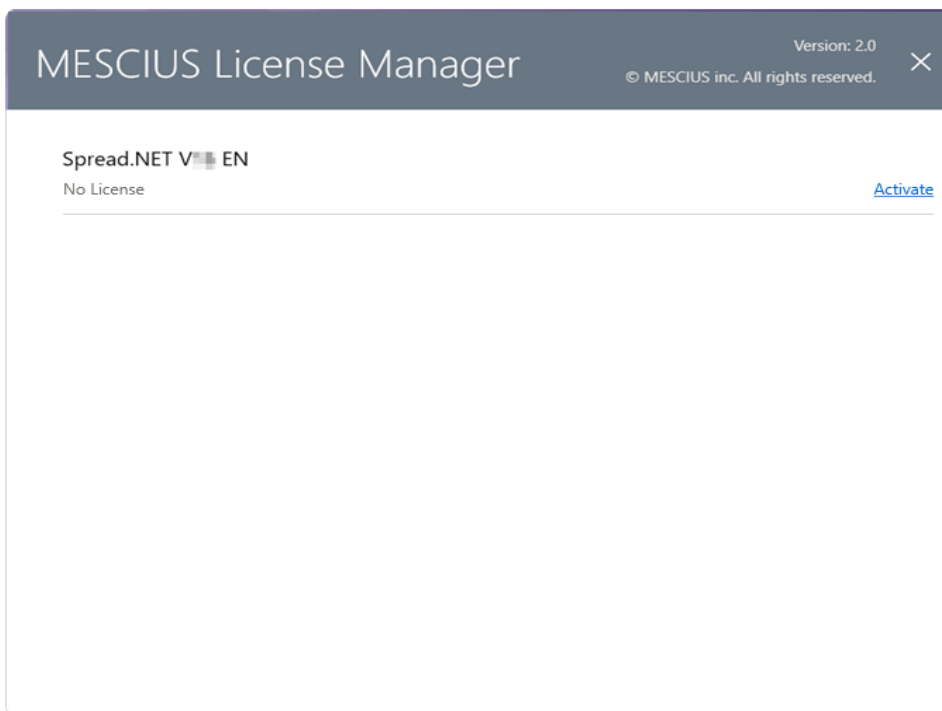 MESCIUS License Manager
Version: 2.0
© MESCIUS inc. All rights reserved.
Spread.NET EN
No License
Activate